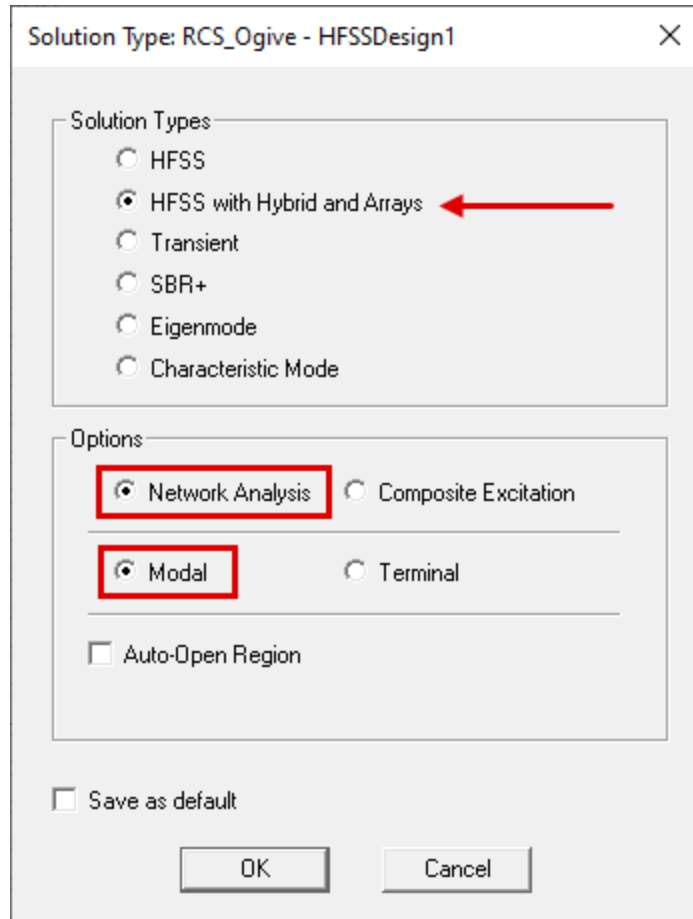 Solution Type: RCS_Ogive - HFSSDesign1
Solution Types
HFSS
HFSS with Hybrid and Arrays
Transient
SBR+
Eigenmode
Characteristic Mode
Options
Network Analysis Composite Excitation
Modal Terminal
Auto-Open Region
Save as default
OK Cancel